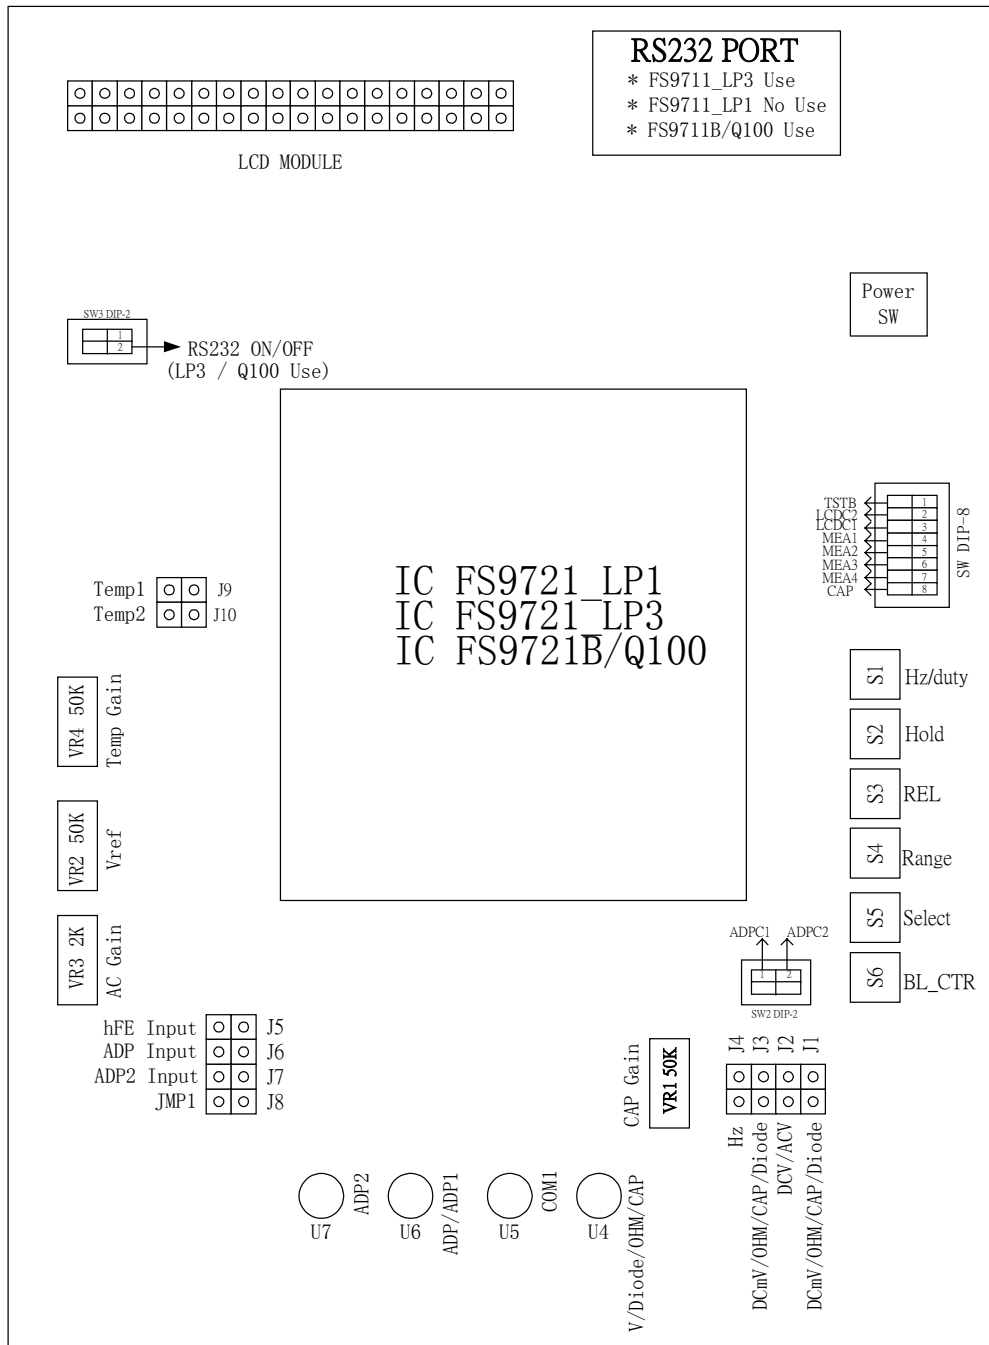 RS232 PORT
* FS9711_LP3 Use
* FS9711_LP1 No Use
* FS9711B/Q100 Use
LCD MODULE
Power
SW
SW3 DIP-2
1
2
RS232 ON/OFF
(LP3 / Q100 Use)
TSTB 1
LCDC2 2
LCDC1 3
MEA1 4
MEA2 5
MEA3 6
MEA4 7
CAP 8
SW DIP-8
IC FS9721_LP1
IC FS9721_LP3
IC FS9721B/Q100
Temp1 J9
Temp2 J10
VR4 50K
Temp Gain
VR2 50K
Vref
VR3 2K
AC Gain
S1 Hz/duty
S2 Hold
S3 REL
S4 Range
S5 Select
S6 BL_CTR
ADPC1 ADPC2
1 2
SW2 DIP-2
hFE Input J5
ADP Input J6
ADP2 Input J7
JMP1 J8
CAP Gain
VR1 50K
J4 J3 J2 J1
Hz
DCmV/OHM/CAP/Diode
DCV/ACV
DCmV/OHM/CAP/Diode
U7
ADP2
U6
ADP/ADP1
U5
COM1
U4
V/Diode/OHM/CAP